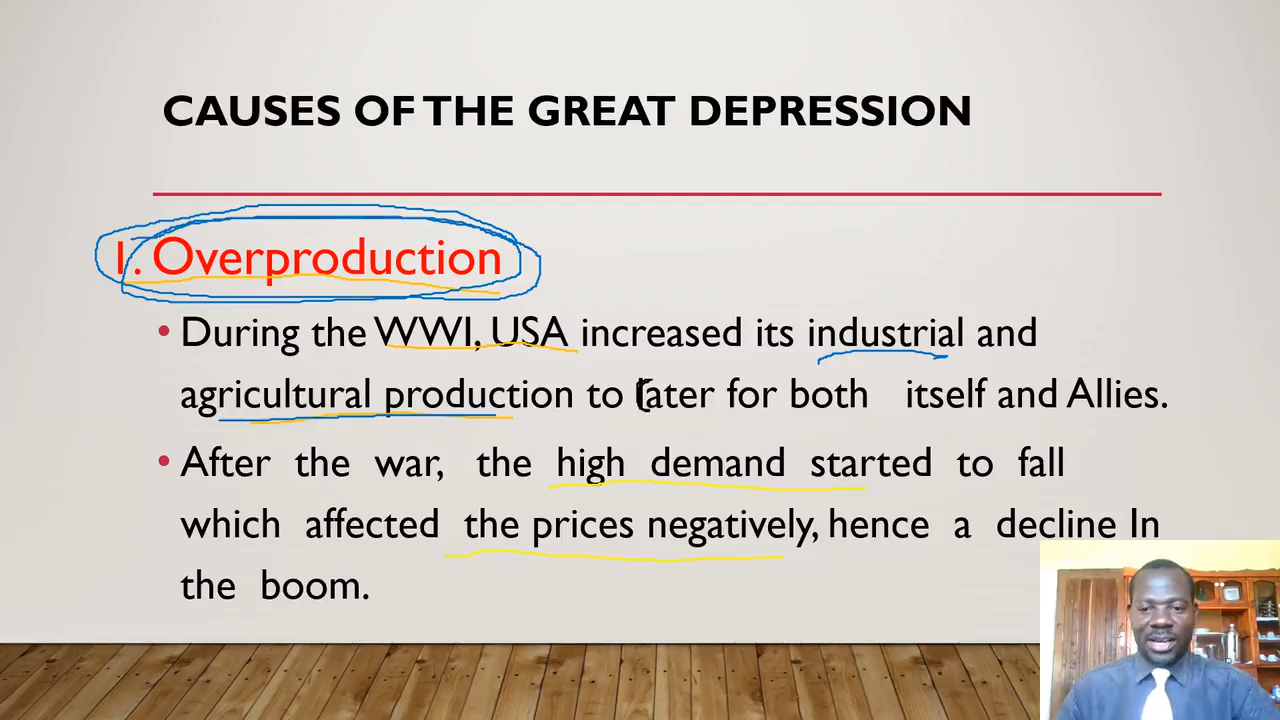 CAUSES OF THE GREAT DEPRESSION
1. Overproduction
• During the WWI, USA increased its industrial and
agricultural production to later for both itself and Allies.
• After the war, the high demand started to fall
which affected the prices negatively, hence a decline In
the boom.